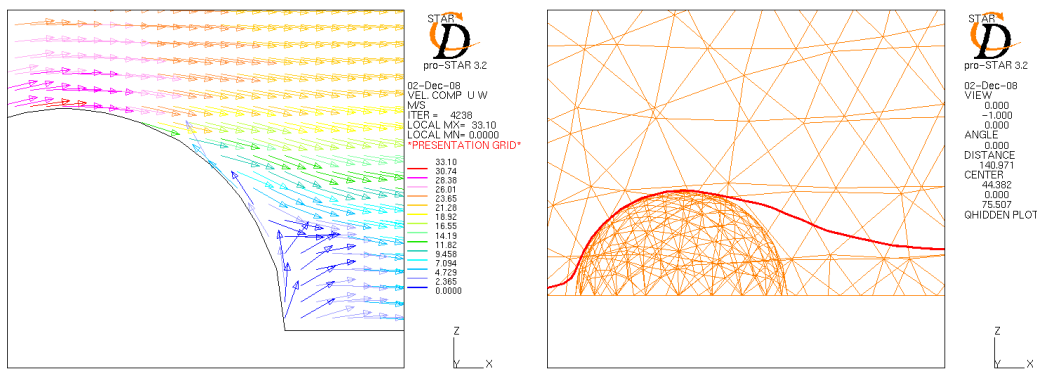 STAR
D
pro-STAR 3.2
02-Dec-08
VEL. COMP U W
M/S
ITER = 4238
LOCAL MX= 33.10
LOCAL MN= 0.0000
*PRESENTATION GRID*
33.10
30.74
28.38
26.01
23.65
21.28
18.92
16.55
14.19
11.82
9.458
7.094
4.729
2.365
0.0000
Z
Y X
STAR
D
pro-STAR 3.2
02-Dec-08
VIEW
0.000
-1.000
0.000
ANGLE
0.000
DISTANCE
140.971
CENTER
44.382
0.000
75.507
QHIDDEN PLOT
Z
Y X